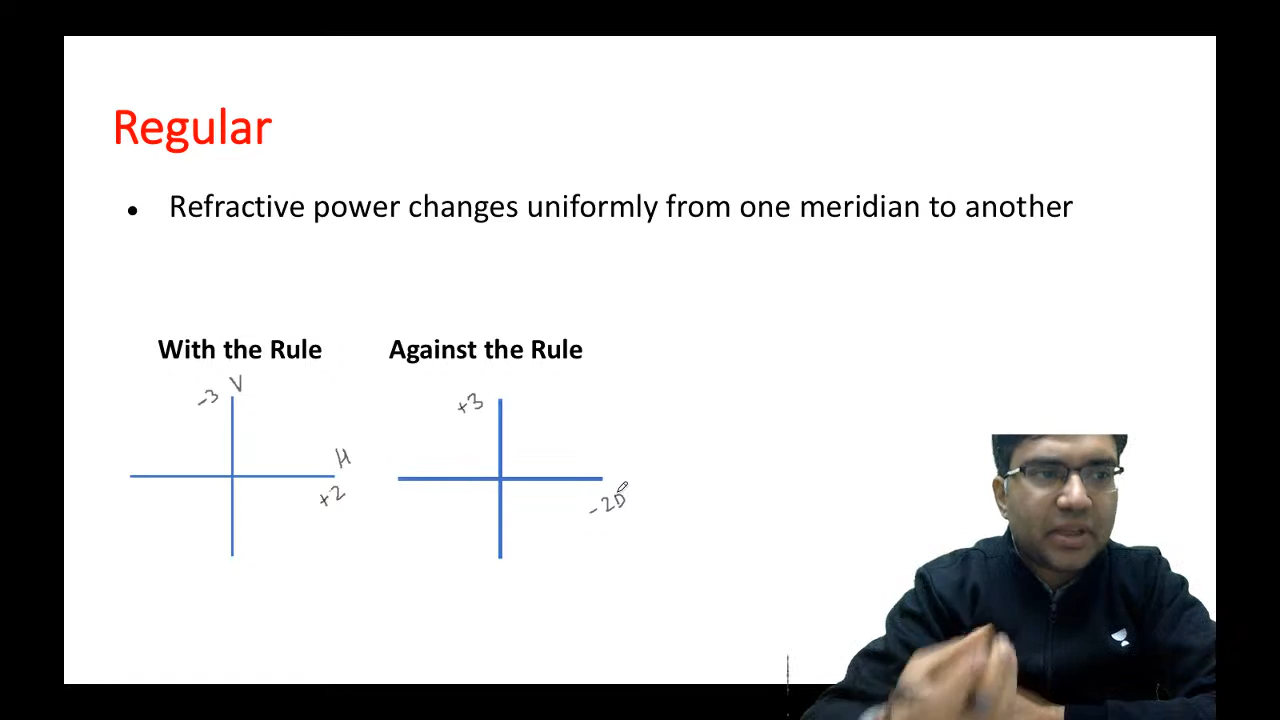 Regular
• Refractive power changes uniformly from one meridian to another
With the Rule
Against the Rule
-3 V
H
+2
+3
-2D